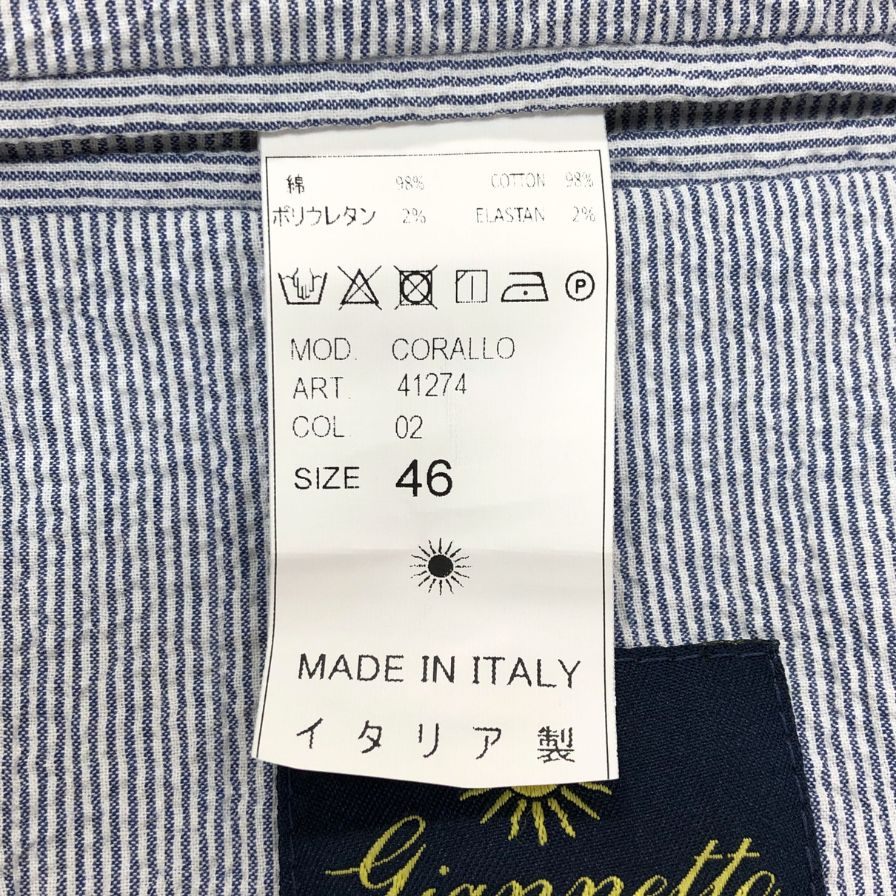 綿 98% COTTON 98%
ポリウレタン 2% ELASTAN 2%
P
MOD. CORALLO
ART. 41274
COL. 02
SIZE 46
MADE IN ITALY
イタリア製
Giannetto